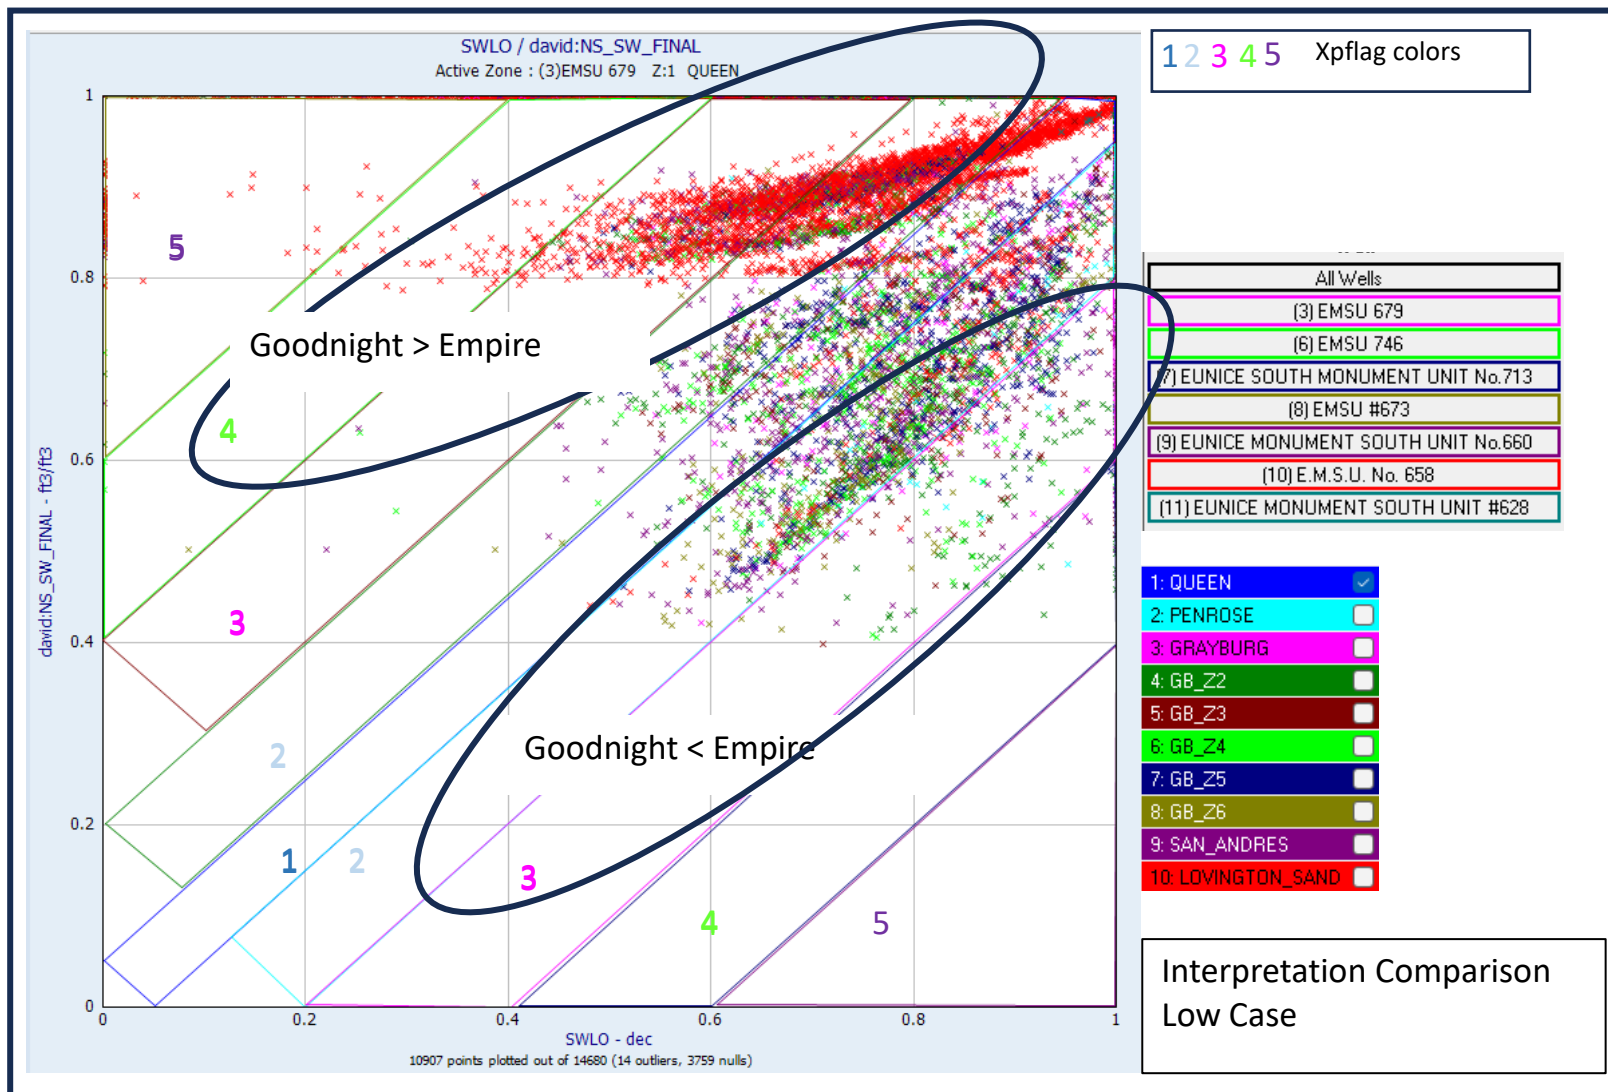 SWLO / david:NS_SW_FINAL
Active Zone : (3)EMSU 679 Z:1 QUEEN
1 2 3 4 5 Xpflag colors
1
0.8
0.6
0.4
0.2
0
david:NS_SW_FINAL - ft3/ft3
5
Goodnight > Empire
4
3
2
Goodnight < Empire
1
2
3
4
5
0
0.2
0.4
0.6
0.8
1
SWLO - dec
10907 points plotted out of 14680 (14 outliers, 3759 nulls)
All Wells
(3) EMSU 679
(6) EMSU 746
7) EUNICE SOUTH MONUMENT UNIT No.713
(8) EMSU #673
(9) EUNICE MONUMENT SOUTH UNIT No.660
(10) E.M.S.U. No. 658
(11) EUNICE MONUMENT SOUTH UNIT #628
1: QUEEN
2: PENROSE
3: GRAYBURG
4: GB_Z2
5: GB_Z3
6: GB_Z4
7: GB_Z5
8: GB_Z6
9: SAN_ANDRES
10: LOVINGTON_SAND
Interpretation Comparison
Low Case